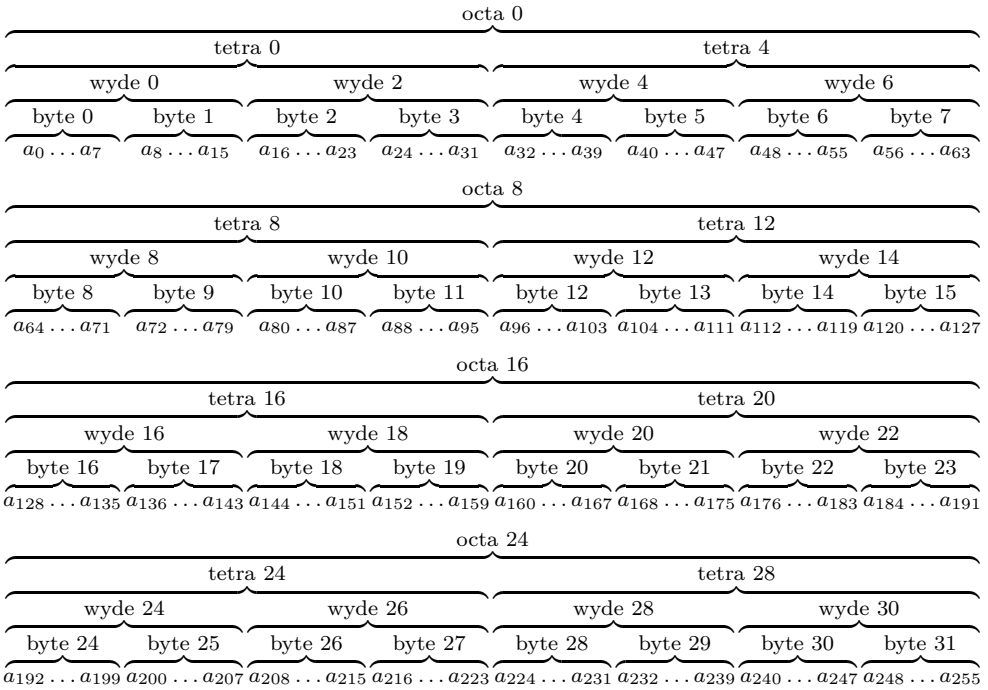 octa 0
tetra 0 tetra 4
wyde 0 wyde 2 wyde 4 wyde 6
byte 0 byte 1 byte 2 byte 3 byte 4 byte 5 byte 6 byte 7
a₀ … a₇ a₈ … a₁₅ a₁₆ … a₂₃ a₂₄ … a₃₁ a₃₂ … a₃₉ a₄₀ … a₄₇ a₄₈ … a₅₅ a₅₆ … a₆₃
octa 8
tetra 8 tetra 12
wyde 8 wyde 10 wyde 12 wyde 14
byte 8 byte 9 byte 10 byte 11 byte 12 byte 13 byte 14 byte 15
a₆₄ … a₇₁ a₇₂ … a₇₉ a₈₀ … a₈₇ a₈₈ … a₉₅ a₉₆ … a₁₀₃ a₁₀₄ … a₁₁₁ a₁₁₂ … a₁₁₉ a₁₂₀ … a₁₂₇
octa 16
tetra 16 tetra 20
wyde 16 wyde 18 wyde 20 wyde 22
byte 16 byte 17 byte 18 byte 19 byte 20 byte 21 byte 22 byte 23
a₁₂₈ … a₁₃₅ a₁₃₆ … a₁₄₃ a₁₄₄ … a₁₅₁ a₁₅₂ … a₁₅₉ a₁₆₀ … a₁₆₇ a₁₆₈ … a₁₇₅ a₁₇₆ … a₁₈₃ a₁₈₄ … a₁₉₁
octa 24
tetra 24 tetra 28
wyde 24 wyde 26 wyde 28 wyde 30
byte 24 byte 25 byte 26 byte 27 byte 28 byte 29 byte 30 byte 31
a₁₉₂ … a₁₉₉ a₂₀₀ … a₂₀₇ a₂₀₈ … a₂₁₅ a₂₁₆ … a₂₂₃ a₂₂₄ … a₂₃₁ a₂₃₂ … a₂₃₉ a₂₄₀ … a₂₄₇ a₂₄₈ … a₂₅₅